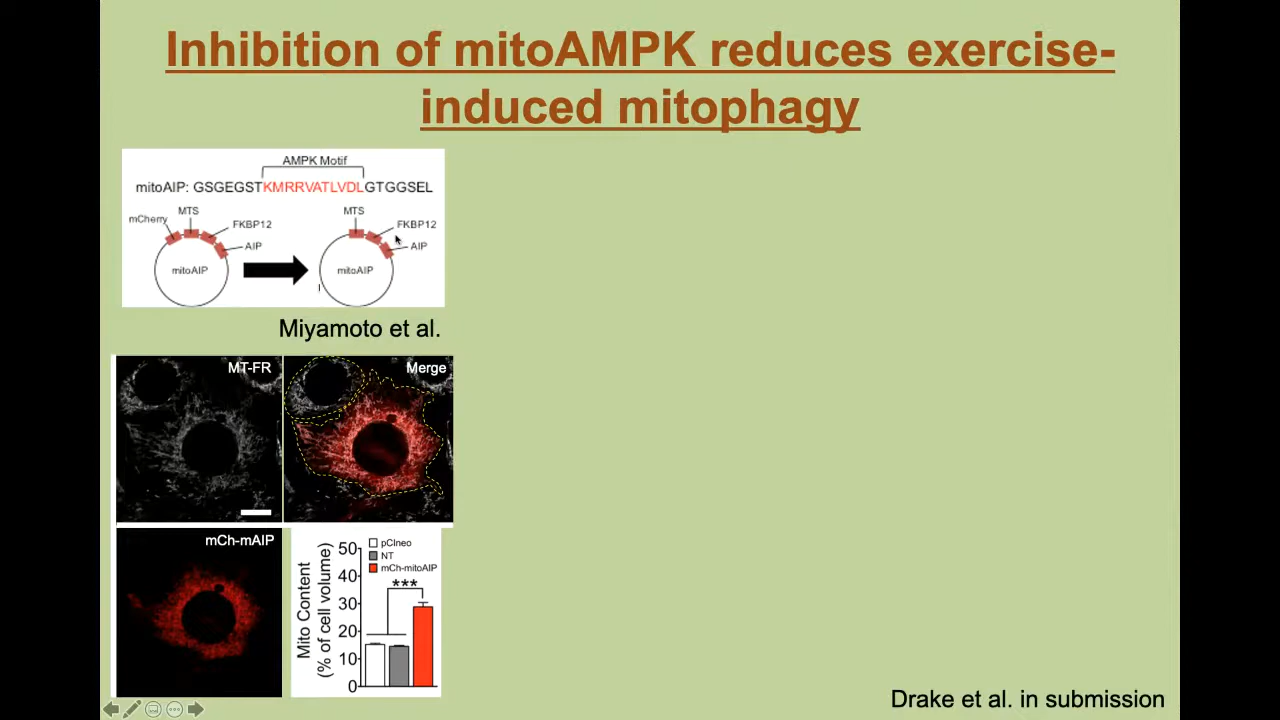 Inhibition of mitoAMPK reduces exercise-
induced mitophagy
AMPK Motif
mitoAIP: GSGEGSTKMRRVATLVDLGTGGSEL
MTS
mCherry
FKBP12
AIP
mitoAIP
MTS
FKBP12
AIP
mitoAIP
Miyamoto et al.
MT-FR
Merge
mCh-mAIP
Mito Content
(% of cell volume)
50
40
30
20
10
0
pCIneo
NT
mCh-mitoAIP
***
Drake et al. in submission